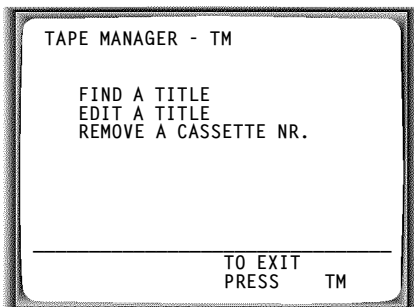 TAPE MANAGER - TM
FIND A TITLE
EDIT A TITLE
REMOVE A CASSETTE NR.
TO EXIT
PRESS TM